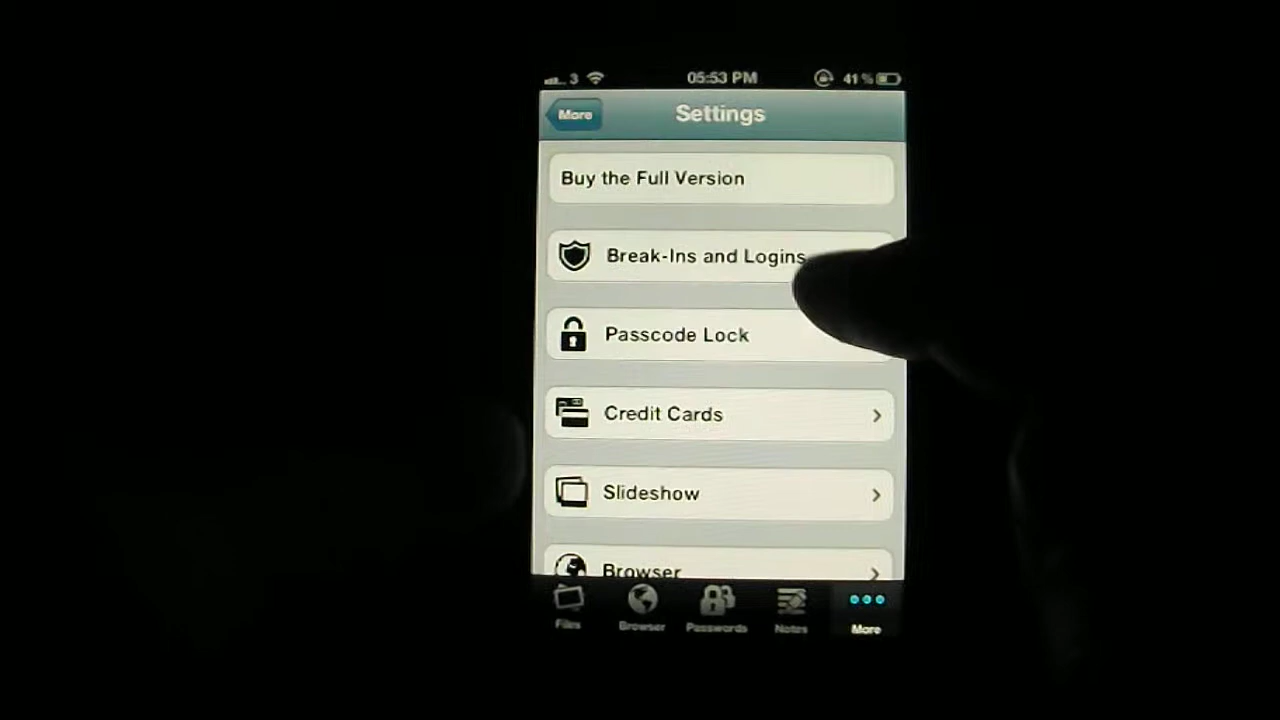 3 05:53 PM 41%
More Settings
Buy the Full Version
Break-Ins and Logins
Passcode Lock
Credit Cards
Slideshow
Browser
Files Browser Passwords Notes More